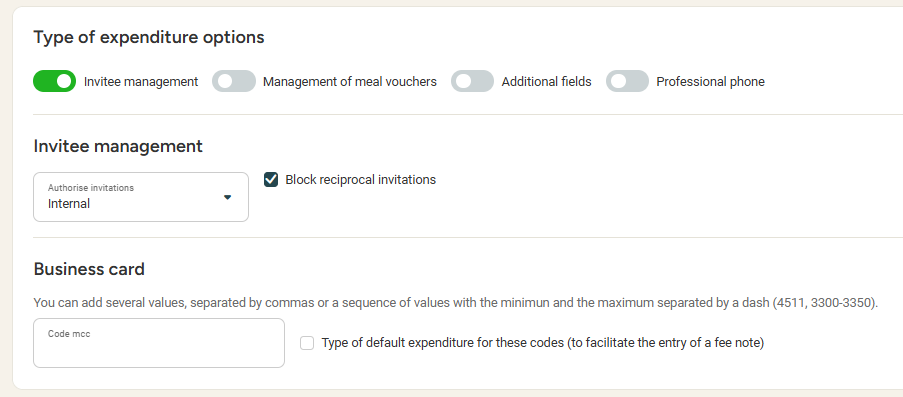 Type of expenditure options
Invitee management Management of meal vouchers Additional fields Professional phone
Invitee management
Authorise invitations
Internal
Block reciprocal invitations
Business card
You can add several values, separated by commas or a sequence of values with the minimun and the maximum separated by a dash (4511, 3300-3350).
Code mcc
Type of default expenditure for these codes (to facilitate the entry of a fee note)